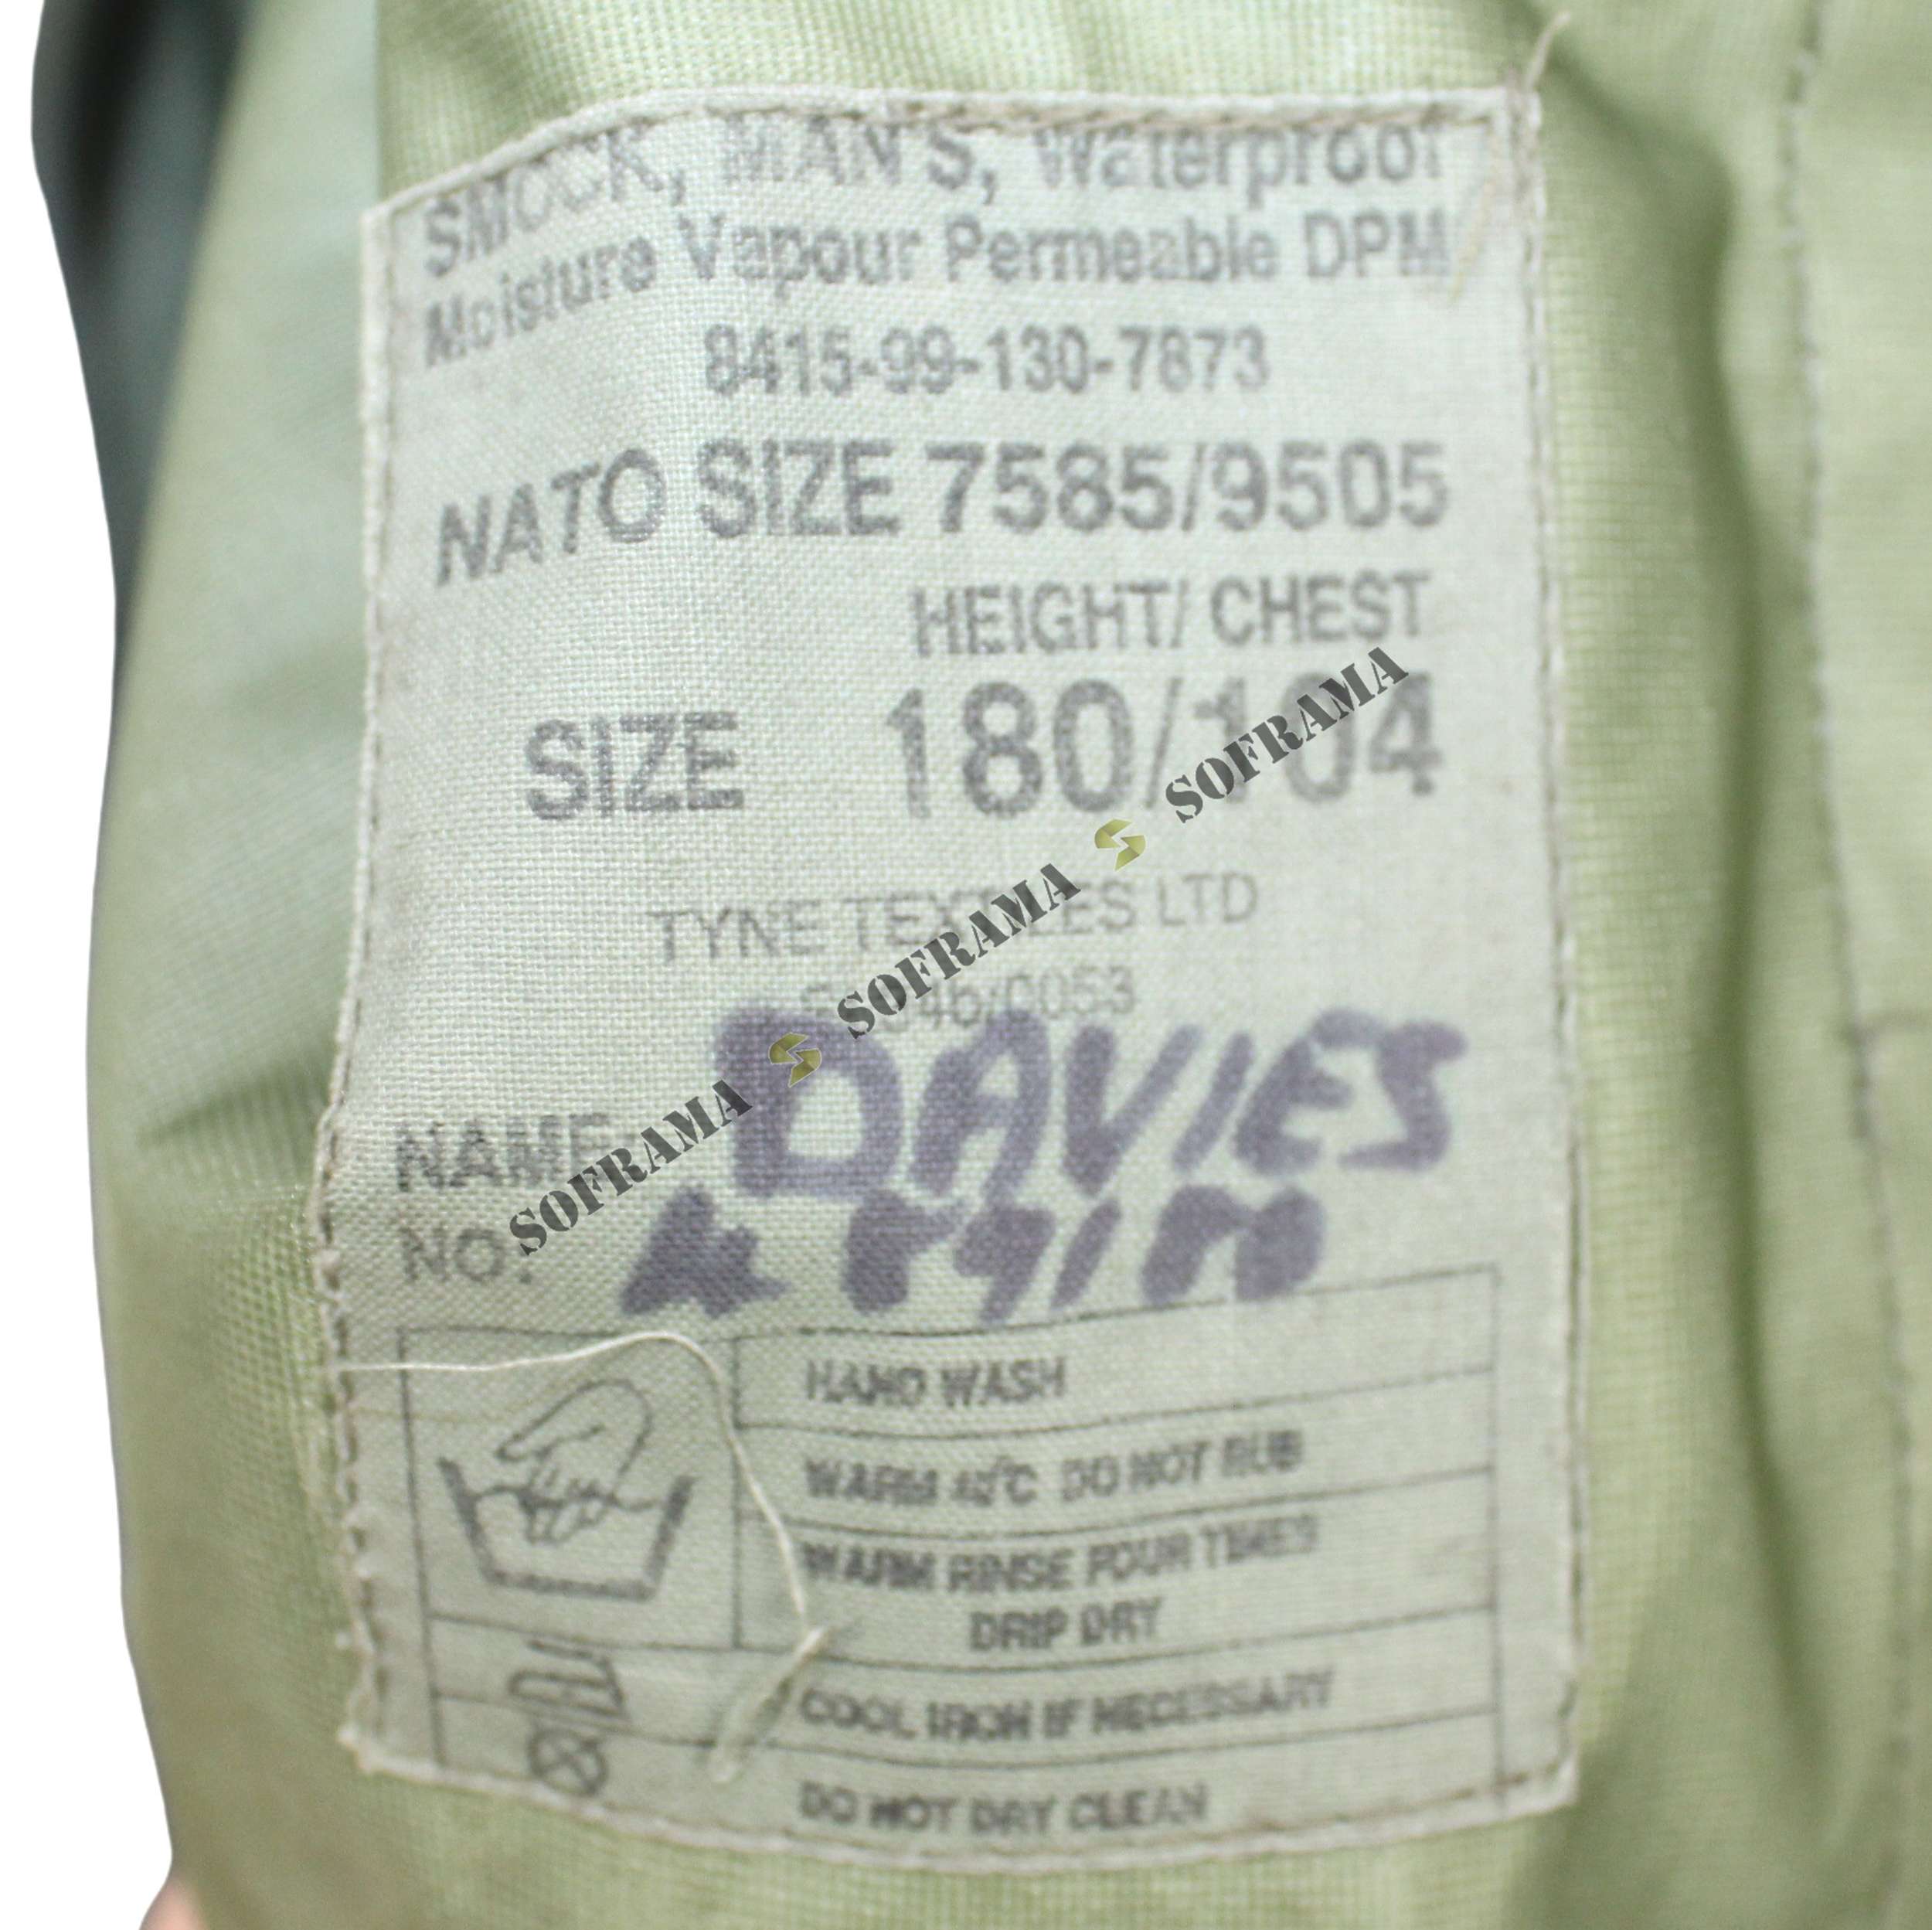 SMOCK, MAN'S, Waterproof
Moisture Vapour Permeable DPM
8415-99-130-7873
NATO SIZE 7585/9505
HEIGHT/ CHEST
SIZE 180/104
TYNE TEXTILES LTD
NAME DAVIES
NO.
HAND WASH
WARM 40°C DO NOT RUB
WARM RINSE FOUR TIMES
DRIP DRY
COOL IRON IF NECESSARY
DO NOT DRY CLEAN
SOFRAMA SOFRAMA SOFRAMA